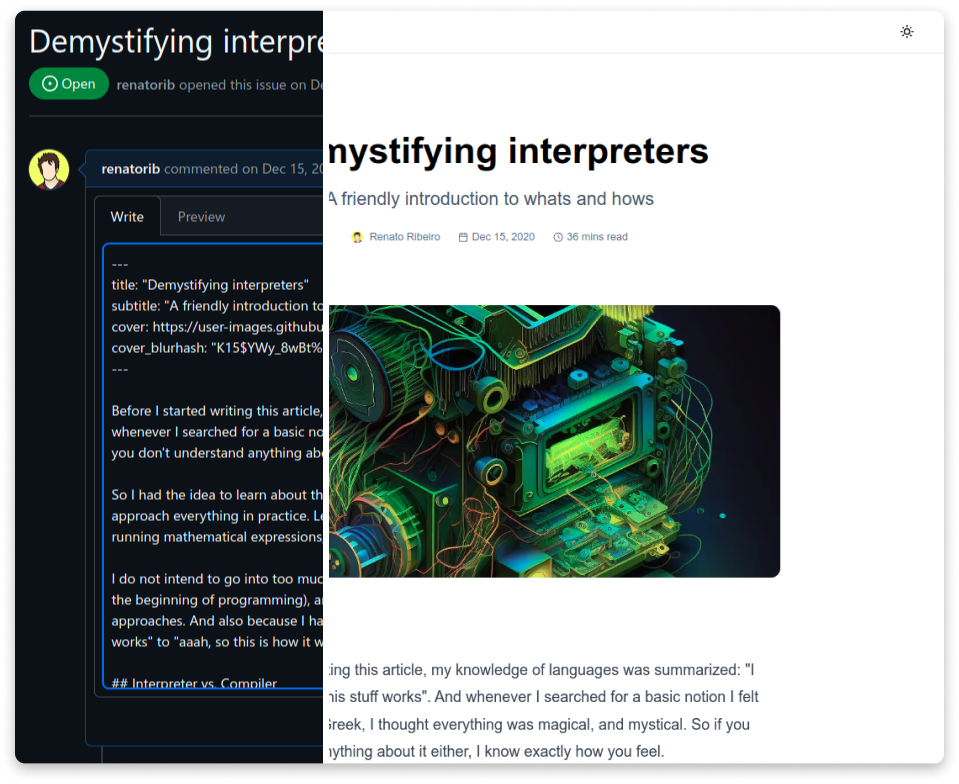 Demystifying interpre
Open renatorib opened this issue on De
renatorib commented on Dec 15, 20
Write Preview
---
title: "Demystifying interpreters"
subtitle: "A friendly introduction to
cover: https://user-images.githubu
cover_blurhash: "K15$YWy_8wBt%
---
Before I started writing this article,
whenever I searched for a basic no
you don't understand anything abo
So I had the idea to learn about th
approach everything in practice. Le
running mathematical expressions
I do not intend to go into too muc
the beginning of programming), a
approaches. And also because I ha
works" to "aaah, so this is how it w
## Interpreter vs. Compiler
mystifying interpreters
A friendly introduction to whats and hows
Renato Ribeiro Dec 15, 2020 36 mins read
ting this article, my knowledge of languages was summarized: "I
his stuff works". And whenever I searched for a basic notion I felt
Greek, I thought everything was magical, and mystical. So if you
nything about it either, I know exactly how you feel.